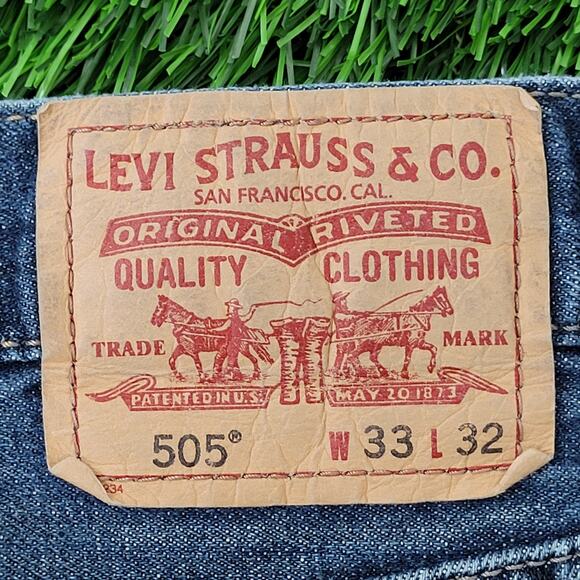 LEVI STRAUSS & CO.
SAN FRANCISCO. CAL.
ORIGINAL RIVETED
QUALITY CLOTHING
TRADE MARK
PATENTED IN U.S. MAY 20 1873
505® W 33 L 32